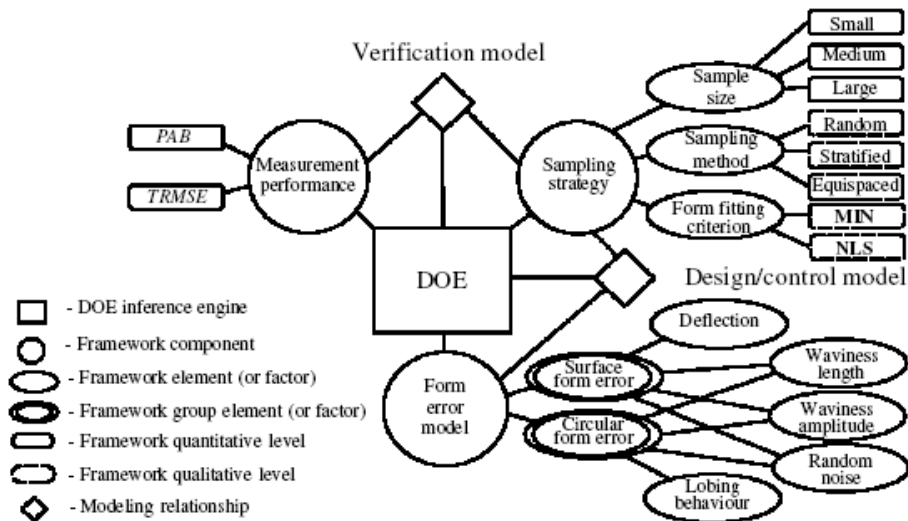 Verification model
Small
Medium
Large
Sample
size
PAB
TRMSE
Measurement
performance
Sampling
strategy
Sampling
method
Random
Stratified
Equispaced
Form fitting
criterion
MIN
NLS
DOE
Design/control model
- DOE inference engine
- Framework component
- Framework element (or factor)
- Framework group element (or factor)
- Framework quantitative level
- Framework qualitative level
- Modeling relationship
Form
error
model
Deflection
Surface
form error
Circular
form error
Lobing
behaviour
Waviness
length
Waviness
amplitude
Random
noise